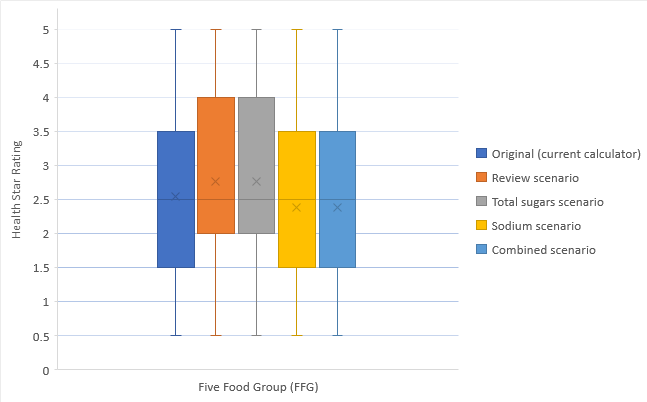 5
4.5
4
3.5
3
2.5
2
1.5
1
0.5
0
Health Star Rating
Five Food Group (FFG)
Original (current calculator)
Review scenario
Total sugars scenario
Sodium scenario
Combined scenario